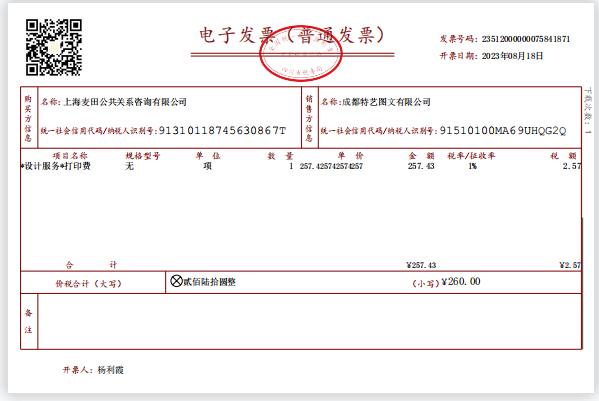 电子发票（普通发票）
发票号码：23512000000075841871
开票日期：2023年08月18日
购买方信息
名称：上海麦田公共关系咨询有限公司
统一社会信用代码/纳税人识别号：91310118745630867T
销售方信息
名称：成都特艺图文有限公司
统一社会信用代码/纳税人识别号：91510100MA69UHQG2Q
下载次数：1
项目名称 规格型号 单位 数量 单价 金额 税率/征收率 税额
*设计服务*打印费 无 项 1 257.425742574257 257.43 1% 2.57
合计 ¥257.43 ¥2.57
价税合计（大写） ⊗贰佰陆拾圆整 （小写）¥260.00
备注
开票人：杨利霞